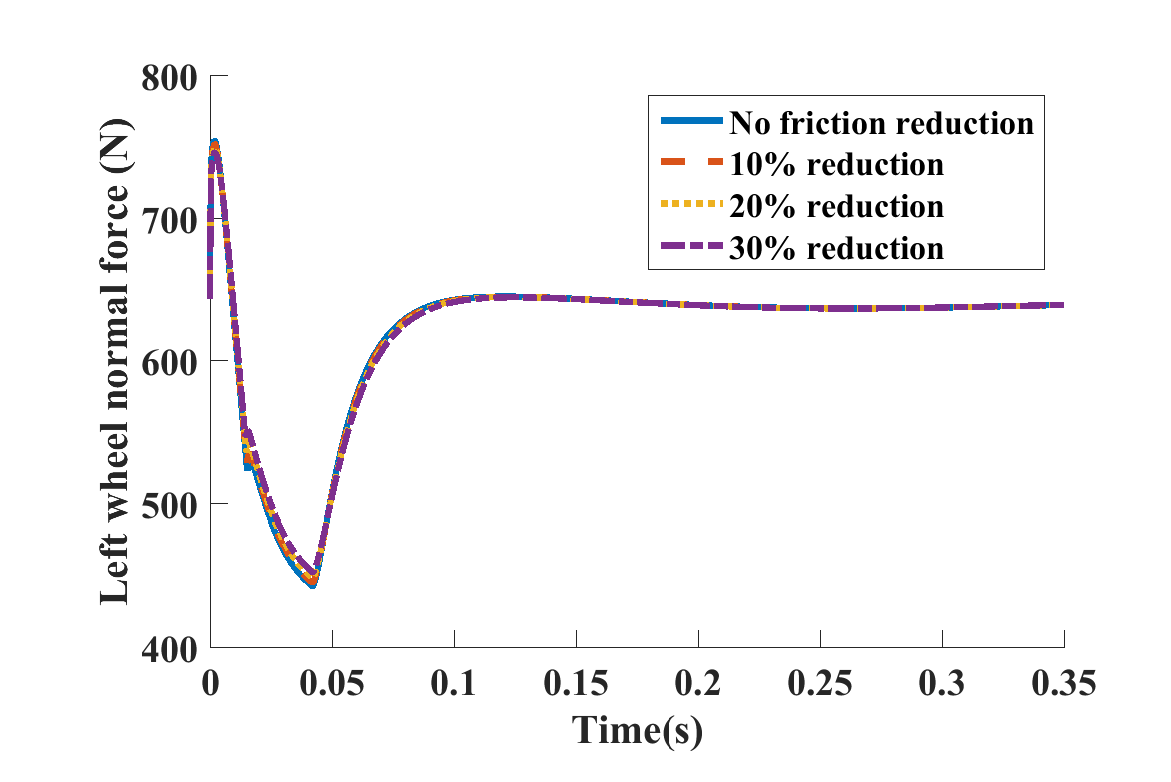 800
700
600
500
400
0
0.05
0.1
0.15
0.2
0.25
0.3
0.35
Left wheel normal force (N)
Time(s)
No friction reduction
10% reduction
20% reduction
30% reduction